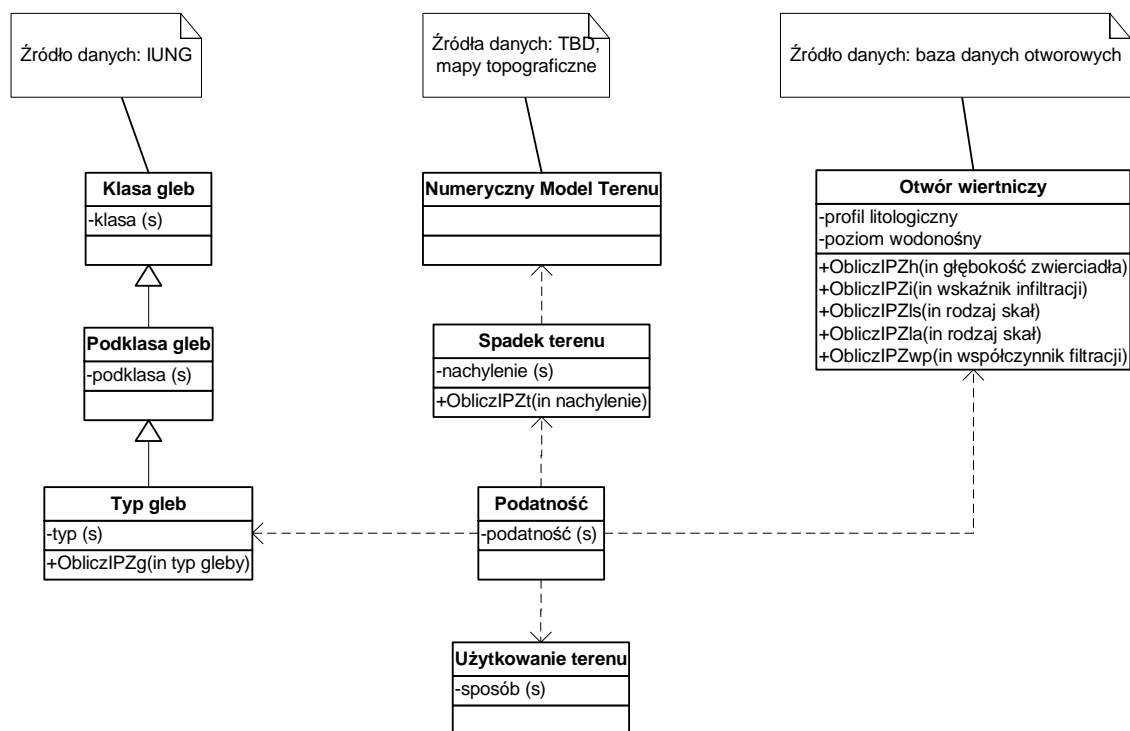 Źródło danych: IUNG
Źródła danych: TBD,
mapy topograficzne
Źródło danych: baza danych otworowych
Klasa gleb
-klasa (s)
Numeryczny Model Terenu
Otwór wiertniczy
-profil litologiczny
-poziom wodonośny
+ObliczIPZh(in głębokość zwierciadła)
+ObliczIPZi(in wskaźnik infiltracji)
+ObliczIPZls(in rodzaj skał)
+ObliczIPZla(in rodzaj skał)
+ObliczIPZwp(in współczynnik filtracji)
Podklasa gleb
-podklasa (s)
Spadek terenu
-nachylenie (s)
+ObliczIPZt(in nachylenie)
Typ gleb
-typ (s)
+ObliczIPZg(in typ gleby)
Podatność
-podatność (s)
Użytkowanie terenu
-sposób (s)